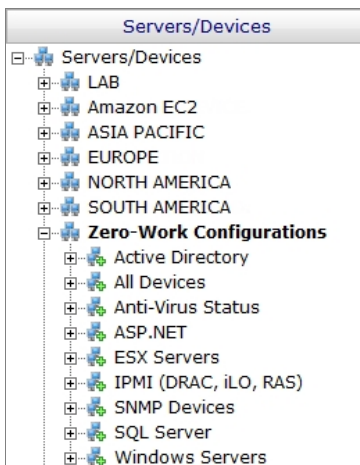 Servers/Devices
Servers/Devices
LAB
Amazon EC2
ASIA PACIFIC
EUROPE
NORTH AMERICA
SOUTH AMERICA
Zero-Work Configurations
Active Directory
All Devices
Anti-Virus Status
ASP.NET
ESX Servers
IPMI (DRAC, iLO, RAS)
SNMP Devices
SQL Server
Windows Servers